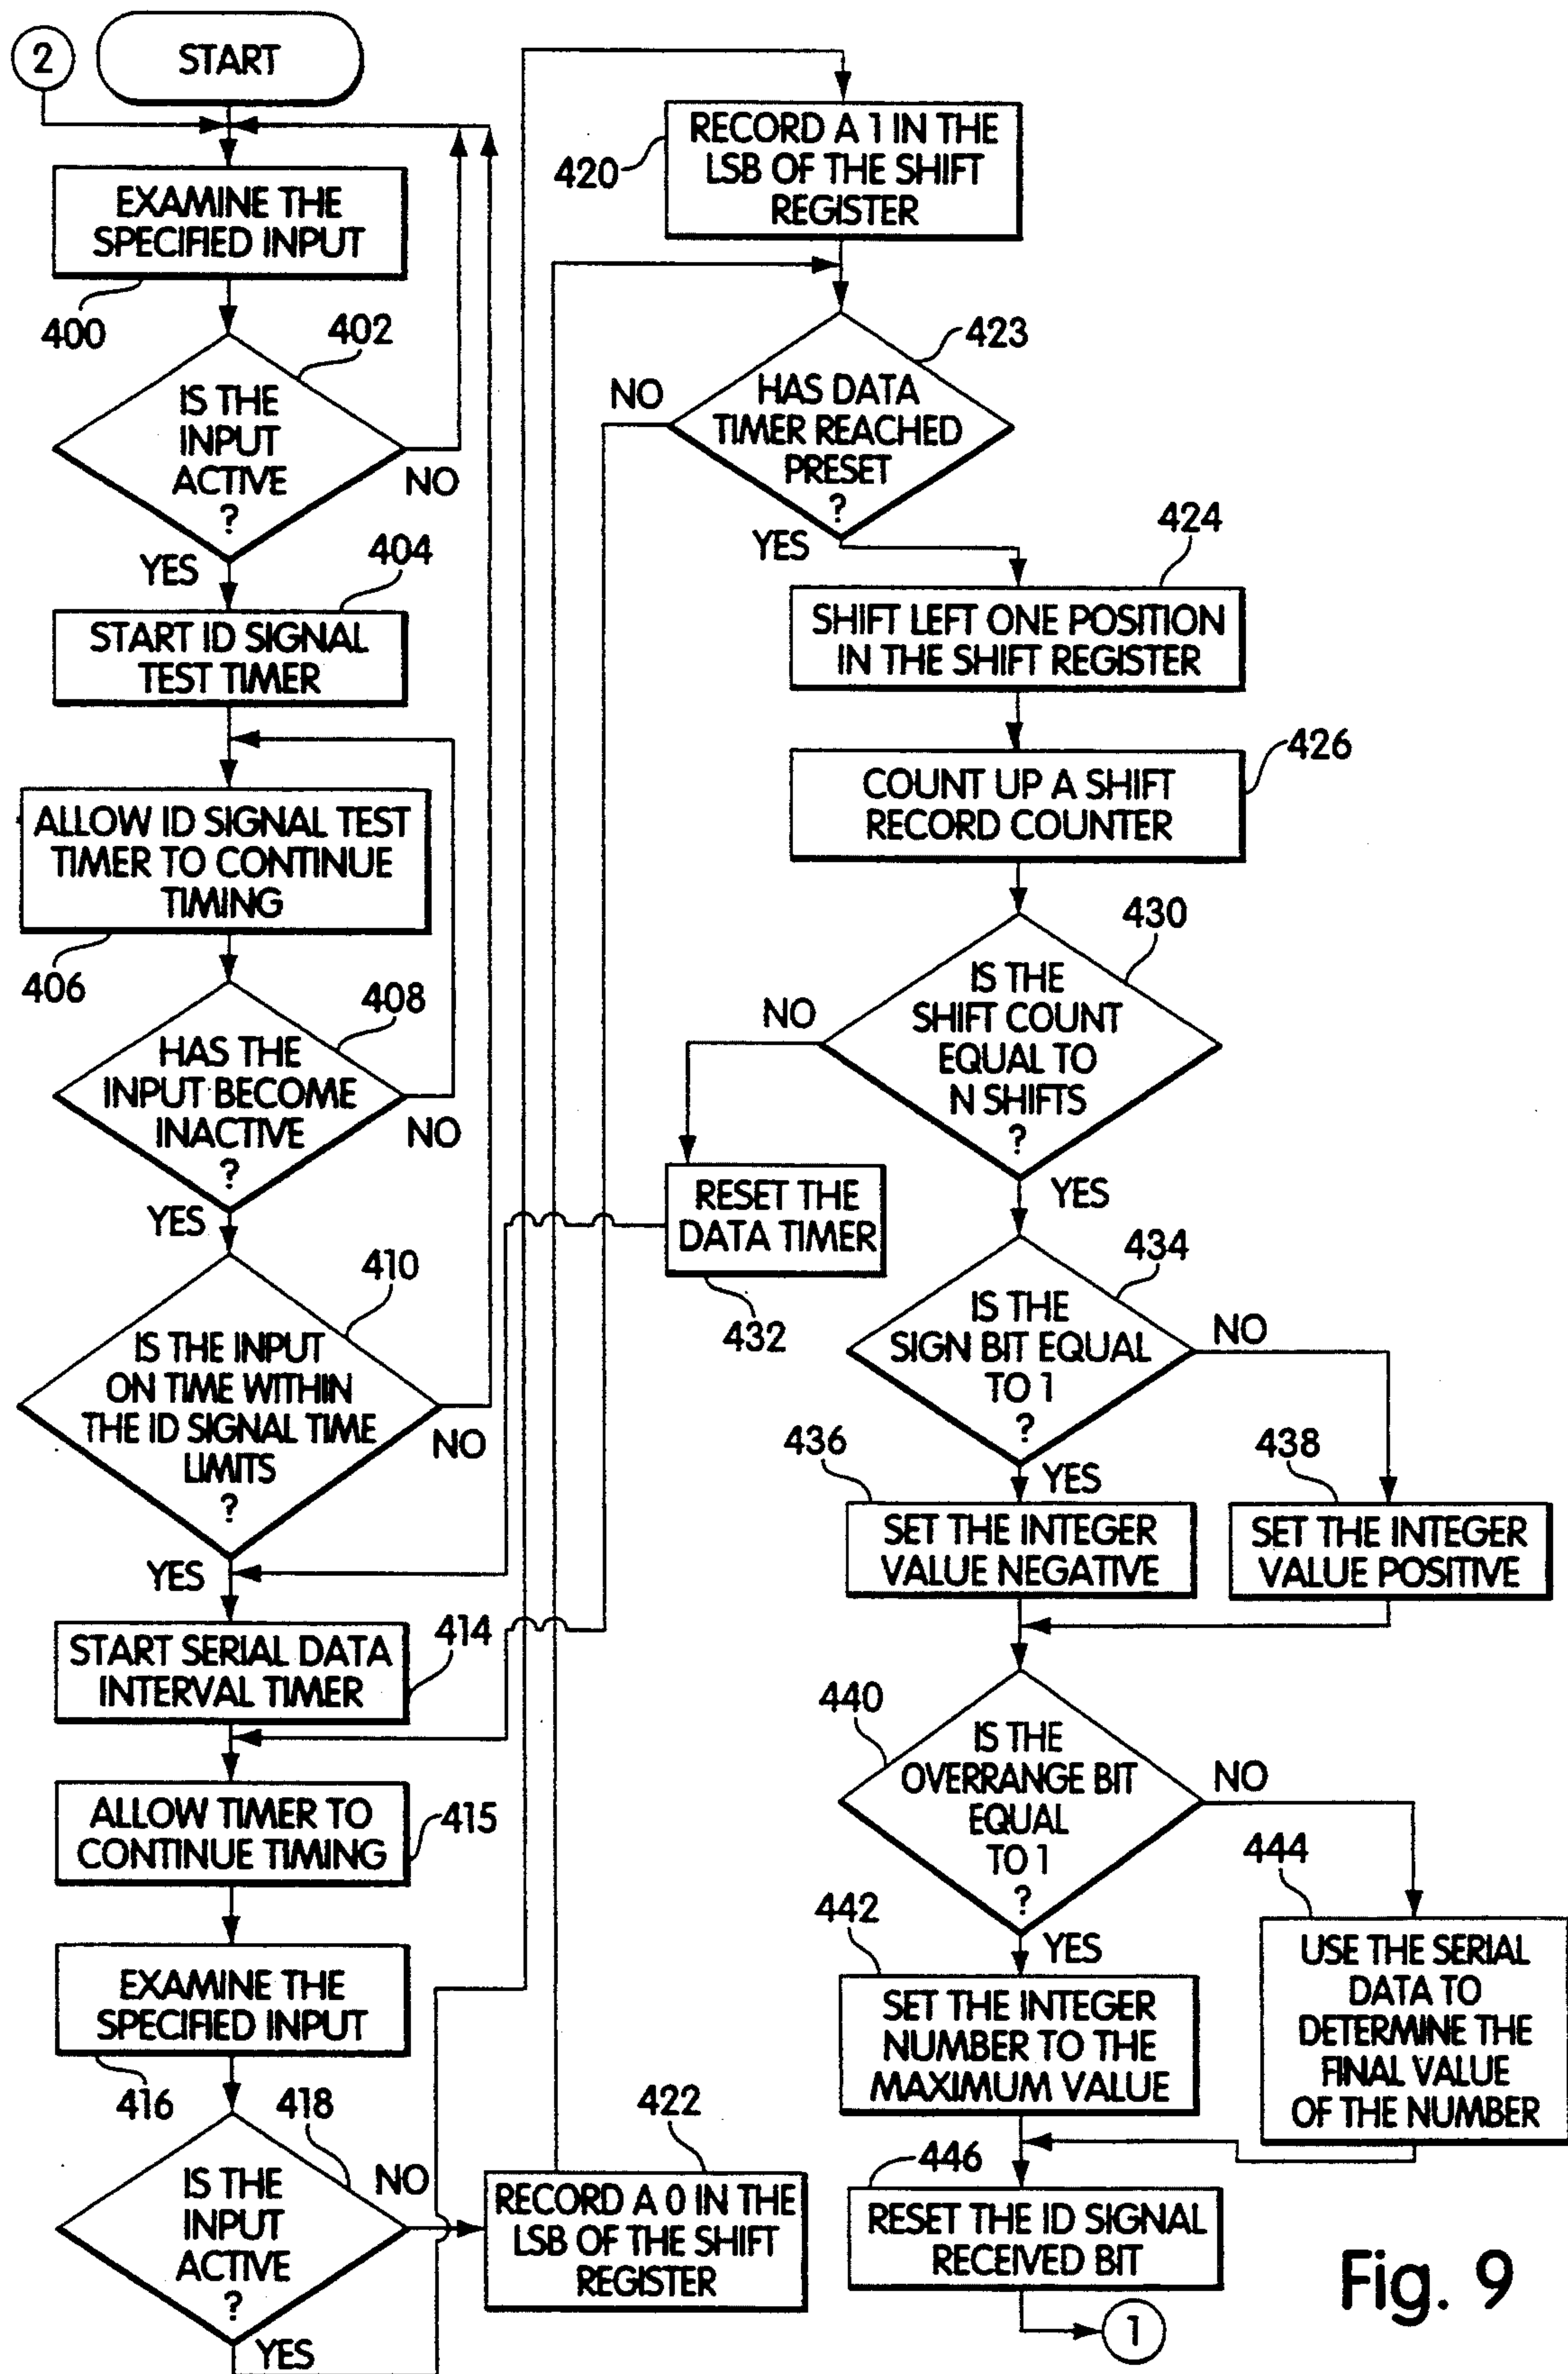 2
START
EXAMINE THE
SPECIFIED INPUT
400
402
IS THE
INPUT
ACTIVE
?
NO
YES
404
START ID SIGNAL
TEST TIMER
ALLOW ID SIGNAL TEST
TIMER TO CONTINUE
TIMING
406
408
HAS THE
INPUT BECOME
INACTIVE
?
NO
YES
410
IS THE INPUT
ON TIME WITHIN
THE ID SIGNAL TIME
LIMITS
?
NO
YES
START SERIAL DATA
INTERVAL TIMER
414
ALLOW TIMER TO
CONTINUE TIMING
415
EXAMINE THE
SPECIFIED INPUT
416
418
IS THE
INPUT
ACTIVE
?
NO
YES
422
RECORD A 0 IN THE
LSB OF THE SHIFT
REGISTER
RECORD A 1 IN THE
LSB OF THE SHIFT
REGISTER
420
423
HAS DATA
TIMER REACHED
PRESET
?
NO
YES
424
SHIFT LEFT ONE POSITION
IN THE SHIFT REGISTER
426
COUNT UP A SHIFT
RECORD COUNTER
430
IS THE
SHIFT COUNT
EQUAL TO
N SHIFTS
?
NO
YES
RESET THE
DATA TIMER
432
434
IS THE
SIGN BIT EQUAL
TO 1
?
NO
YES
436
SET THE INTEGER
VALUE NEGATIVE
438
SET THE INTEGER
VALUE POSITIVE
440
IS THE
OVERRANGE BIT
EQUAL
TO 1
?
NO
YES
442
SET THE INTEGER
NUMBER TO THE
MAXIMUM VALUE
444
USE THE SERIAL
DATA TO
DETERMINE THE
FINAL VALUE
OF THE NUMBER
446
RESET THE ID SIGNAL
RECEIVED BIT
1
Fig. 9